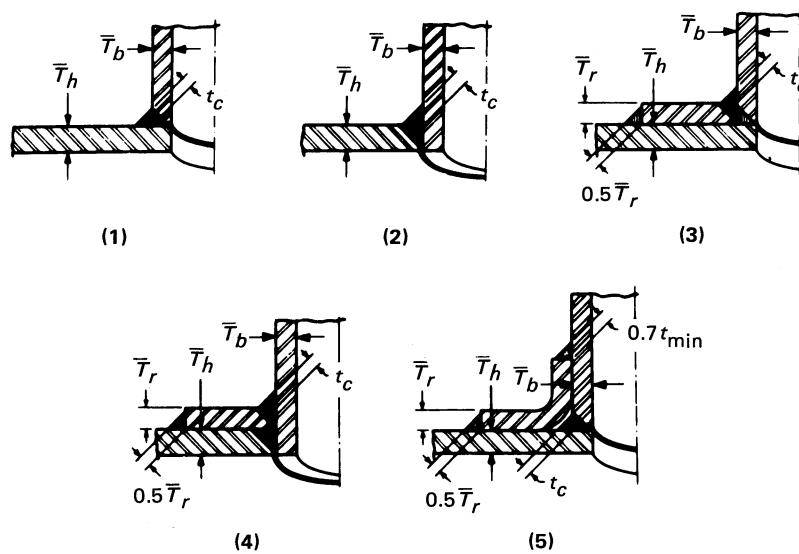 T̅b
T̅h
tc
(1)
T̅b
T̅h
tc
(2)
T̅b
T̅r
T̅h
t
0.5T̅r
(3)
T̅b
T̅r
T̅h
tc
0.5T̅r
(4)
0.7tmin
T̅r
T̅h
T̅b
tc
0.5T̅r
(5)